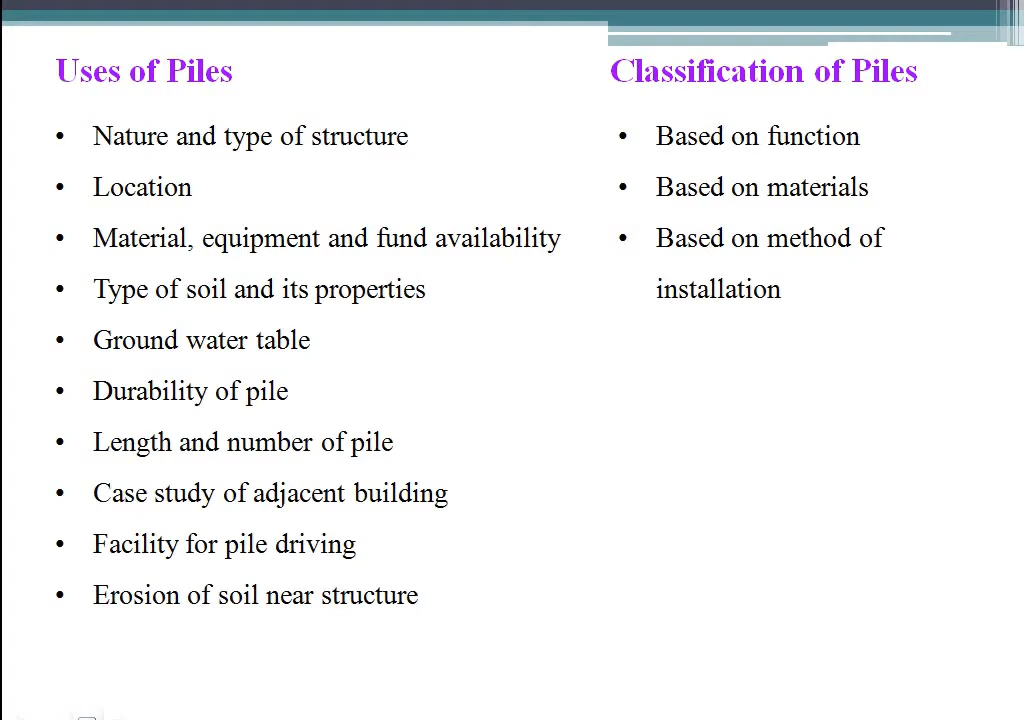 Uses of Piles
• Nature and type of structure
• Location
• Material, equipment and fund availability
• Type of soil and its properties
• Ground water table
• Durability of pile
• Length and number of pile
• Case study of adjacent building
• Facility for pile driving
• Erosion of soil near structure
Classification of Piles
• Based on function
• Based on materials
• Based on method of
installation